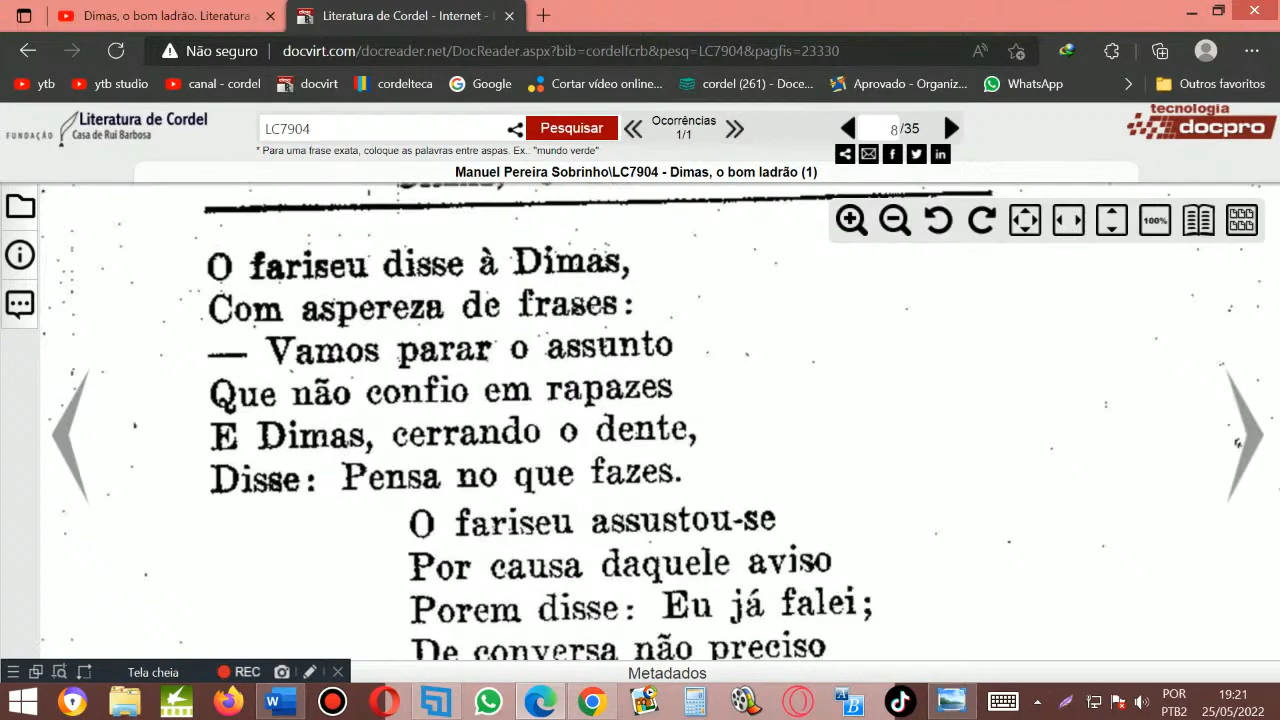 Dimas, o bom ladrão. Literatura
Literatura de Cordel - Internet - 
Não seguro
docvirt.com/docreader.net/DocReader.aspx?bib=cordelfcrb&pesq=LC7904&pagfis=23330
ytb
ytb studio
canal - cordel
docvirt
cordelteca
Google
Cortar vídeo online...
cordel (261) - Doce...
Aprovado - Organiz...
WhatsApp
Outros favoritos
FUNDAÇÃO
Literatura de Cordel
Casa de Rui Barbosa
LC7904
Pesquisar
Ocorrências
1/1
8 /35
* Para uma frase exata, coloque as palavras entre aspas. Ex.. "mundo verde"
tecnologia
docpro
Manuel Pereira Sobrinho\LC7904 - Dimas, o bom ladrão (1)
100%
O fariseu disse à Dimas,
Com aspereza de frases:
— Vamos parar o assunto
Que não confio em rapazes
E Dimas, cerrando o dente,
Disse: Pensa no que fazes.
O fariseu assustou-se
Por causa daquele aviso
Porem disse: Eu já falei;
De conversa não preciso
Tela cheia
REC
Metadados
POR
PTB2
19:21
25/05/2022